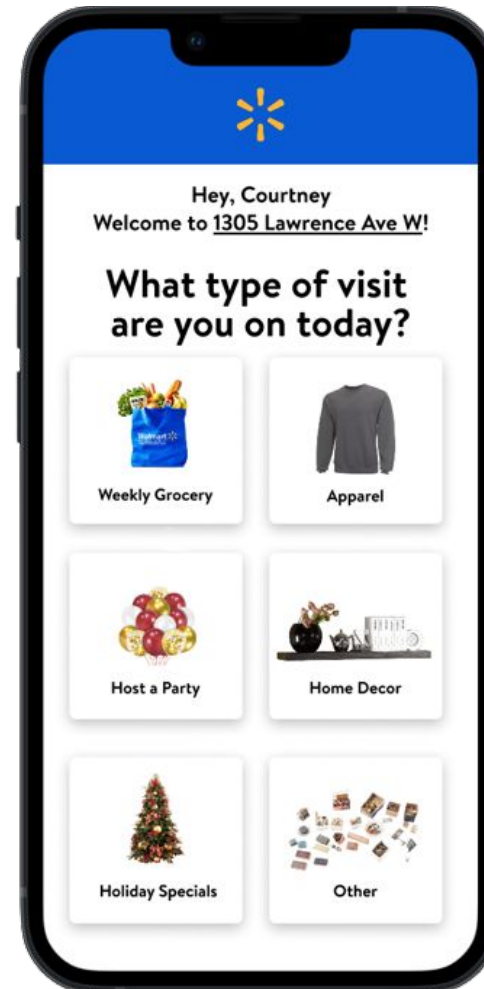 Hey, Courtney
Welcome to 1305 Lawrence Ave W!
What type of visit
are you on today?
Walmart
Weekly Grocery
Apparel
Host a Party
Home Decor
Holiday Specials
Other